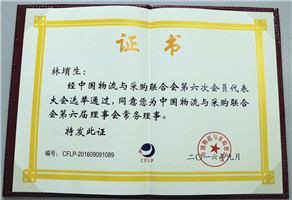 证书
林堉生：
经中国物流与采购联合会第六次会员代表
大会选举通过，同意您为中国物流与采购联合
会第六届理事会常务理事。
特发此证
编号：CFLP-201609091089
CFLP
二〇一六年九月